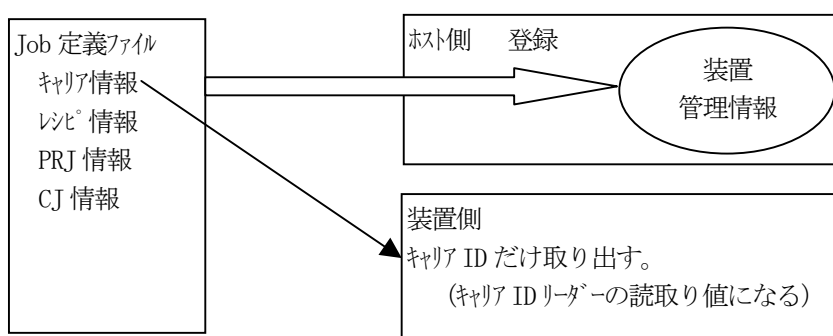 Job 定義ファイル
キャリア情報
レシピ情報
PRJ 情報
CJ 情報
ホスト側 登録
装置
管理情報
装置側
キャリア ID だけ取り出す。
(キャリア ID リーダーの読取り値になる)